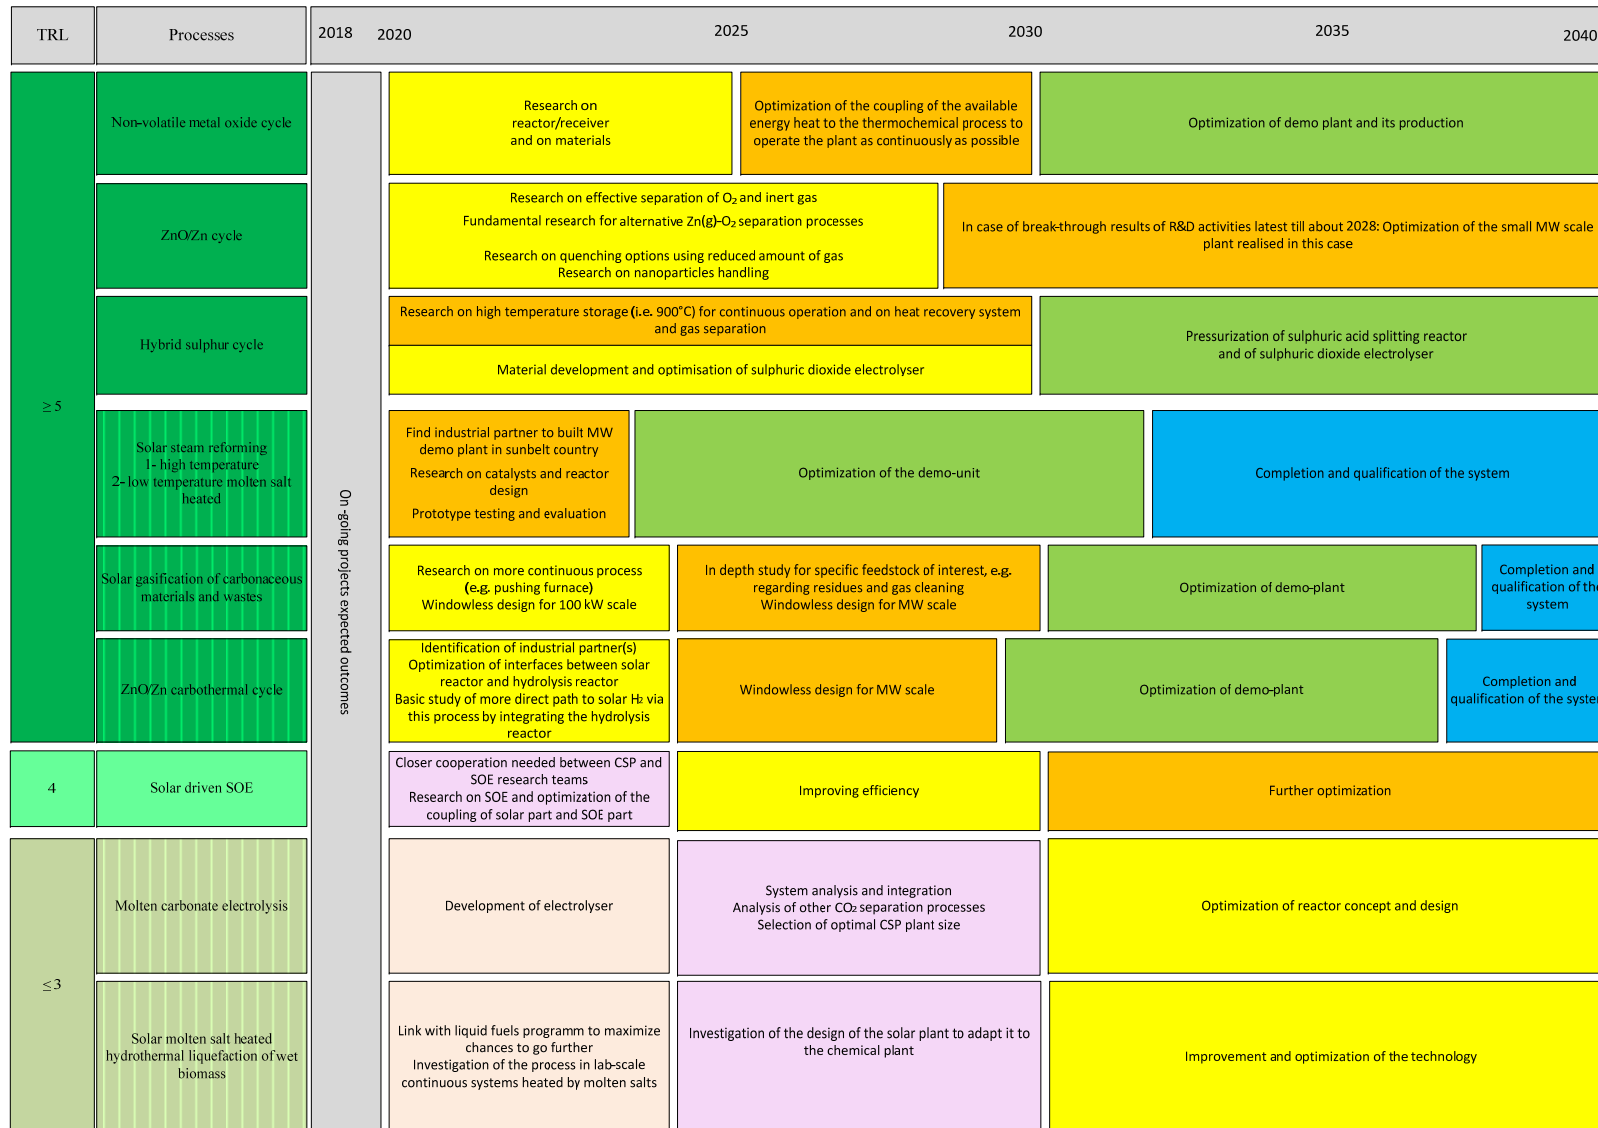 TRL
Processes
2018
2020
2025
2030
2035
2040
≥ 5
Non-volatile metal oxide cycle
Research on
reactor/receiver
and on materials
Optimization of the coupling of the available
energy heat to the thermochemical process to
operate the plant as continuously as possible
Optimization of demo plant and its production
ZnO/Zn cycle
Research on effective separation of O₂ and inert gas
Fundamental research for alternative Zn(g)-O₂ separation processes
Research on quenching options using reduced amount of gas
Research on nanoparticles handling
In case of break-through results of R&D activities latest till about 2028: Optimization of the small MW scale
plant realised in this case
Hybrid sulphur cycle
Research on high temperature storage (i.e. 900°C) for continuous operation and on heat recovery system
and gas separation
Material development and optimisation of sulphuric dioxide electrolyser
Pressurization of sulphuric acid splitting reactor
and of sulphuric dioxide electrolyser
Solar steam reforming
1- high temperature
2- low temperature molten salt
heated
Find industrial partner to built MW
demo plant in sunbelt country
Research on catalysts and reactor
design
Prototype testing and evaluation
Optimization of the demo-unit
Completion and qualification of the system
On-going projects expected outcomes
Solar gasification of carbonaceous
materials and wastes
Research on more continuous process
(e.g. pushing furnace)
Windowless design for 100 kW scale
In depth study for specific feedstock of interest, e.g.
regarding residues and gas cleaning
Windowless design for MW scale
Optimization of demo-plant
Completion and
qualification of the
system
ZnO/Zn carbothermal cycle
Identification of industrial partner(s)
Optimization of interfaces between solar
reactor and hydrolysis reactor
Basic study of more direct path to solar H₂ via
this process by integrating the hydrolysis
reactor
Windowless design for MW scale
Optimization of demo-plant
Completion and
qualification of the system
4
Solar driven SOE
Closer cooperation needed between CSP and
SOE research teams
Research on SOE and optimization of the
coupling of solar part and SOE part
Improving efficiency
Further optimization
≤ 3
Molten carbonate electrolysis
Development of electrolyser
System analysis and integration
Analysis of other CO₂ separation processes
Selection of optimal CSP plant size
Optimization of reactor concept and design
Solar molten salt heated
hydrothermal liquefaction of wet
biomass
Link with liquid fuels programm to maximize
chances to go further
Investigation of the process in lab-scale
continuous systems heated by molten salts
Investigation of the design of the solar plant to adapt it to
the chemical plant
Improvement and optimization of the technology